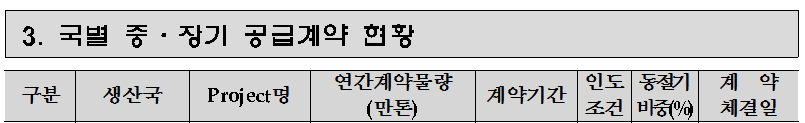 3. 국별 중·장기 공급계약 현황
구분 생산국 Project명 연간계약물량 (만톤) 계약기간 인도 조건 동절기 비중(%) 계 약 체결일